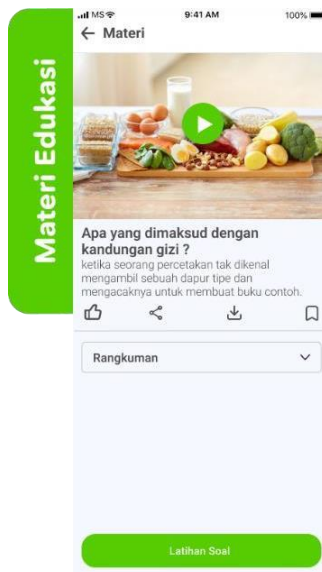 MS 9:41 AM 100%
← Materi
Materi Edukasi
Apa yang dimaksud dengan
kandungan gizi ?
ketika seorang percetakan tak dikenal
mengambil sebuah dapur tipe dan
mengacaknya untuk membuat buku contoh.
Rangkuman
Latihan Soal